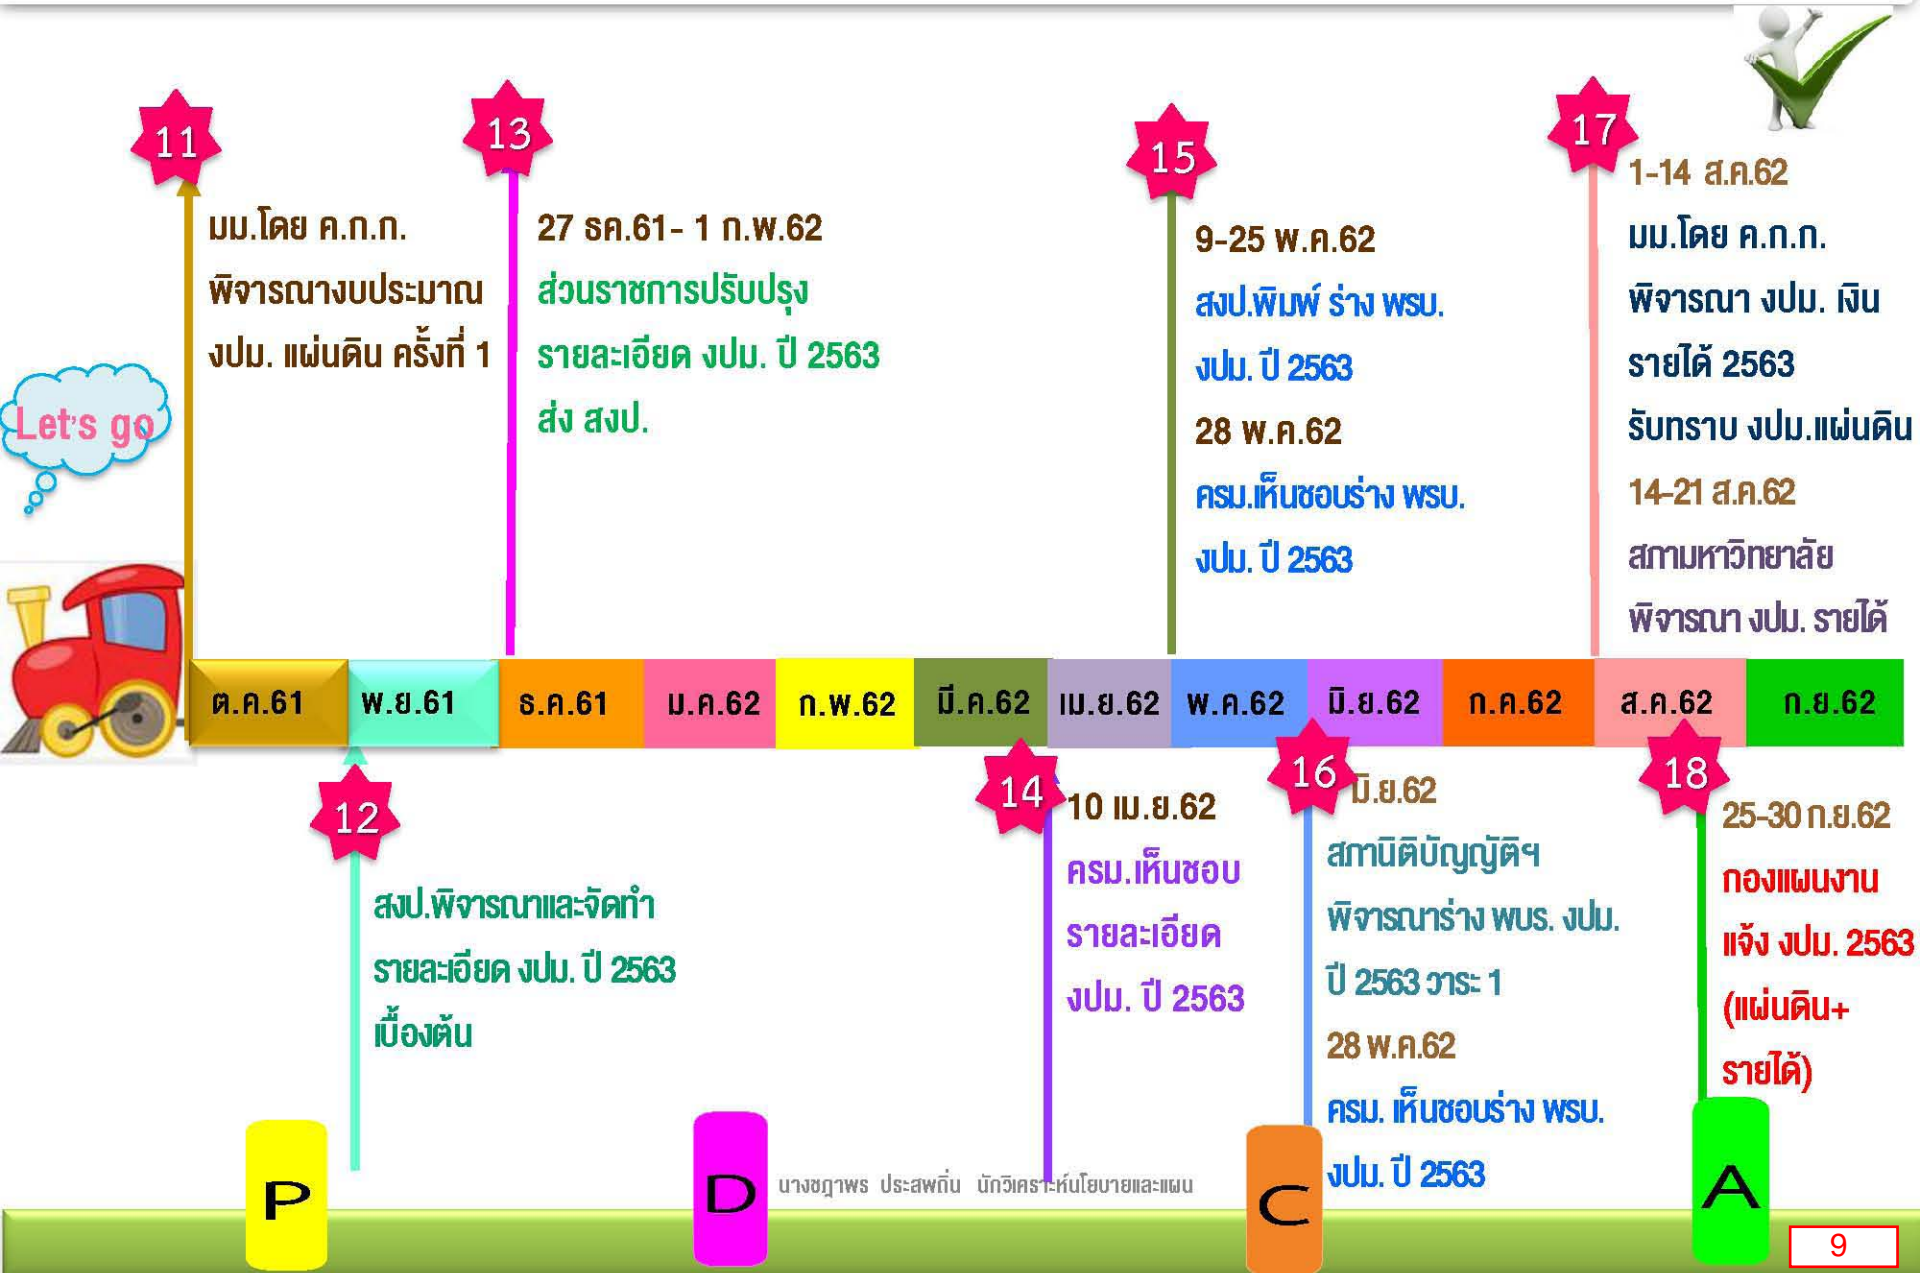 11
มม.โดย ค.ก.ก.
พิจารณางบประมาณ
งปม. แผ่นดิน ครั้งที่ 1
13
27 ธค.61- 1 ก.พ.62
ส่วนราชการปรับปรุง
รายละเอียด งปม. ปี 2563
ส่ง สงป.
15
9-25 พ.ค.62
สงป.พิมพ์ ร่าง พรบ.
งปม. ปี 2563
28 พ.ค.62
ครม.เห็นชอบร่าง พรบ.
งปม. ปี 2563
17
1-14 ส.ค.62
มม.โดย ค.ก.ก.
พิจารณา งปม. เงิน
รายได้ 2563
รับทราบ งปม.แผ่นดิน
14-21 ส.ค.62
สภามหาวิทยาลัย
พิจารณา งปม. รายได้
Let's go
ต.ค.61 พ.ย.61 ธ.ค.61 ม.ค.62 ก.พ.62 มี.ค.62 เม.ย.62 พ.ค.62 มิ.ย.62 ก.ค.62 ส.ค.62 ก.ย.62
12
สงป.พิจารณาและจัดทำ
รายละเอียด งปม. ปี 2563
เบื้องต้น
14
10 เม.ย.62
ครม.เห็นชอบ
รายละเอียด
งปม. ปี 2563
16
มิ.ย.62
สภานิติบัญญัติฯ
พิจารณาร่าง พบร. งปม.
ปี 2563 วาระ 1
28 พ.ค.62
ครม. เห็นชอบร่าง พรบ.
งปม. ปี 2563
18
25-30 ก.ย.62
กองแผนงาน
แจ้ง งปม. 2563
(แผ่นดิน+
รายได้)
P
D
นางชฎาพร ประสพถิ่น นักวิเคราะห์นโยบายและแผน
C
A
9